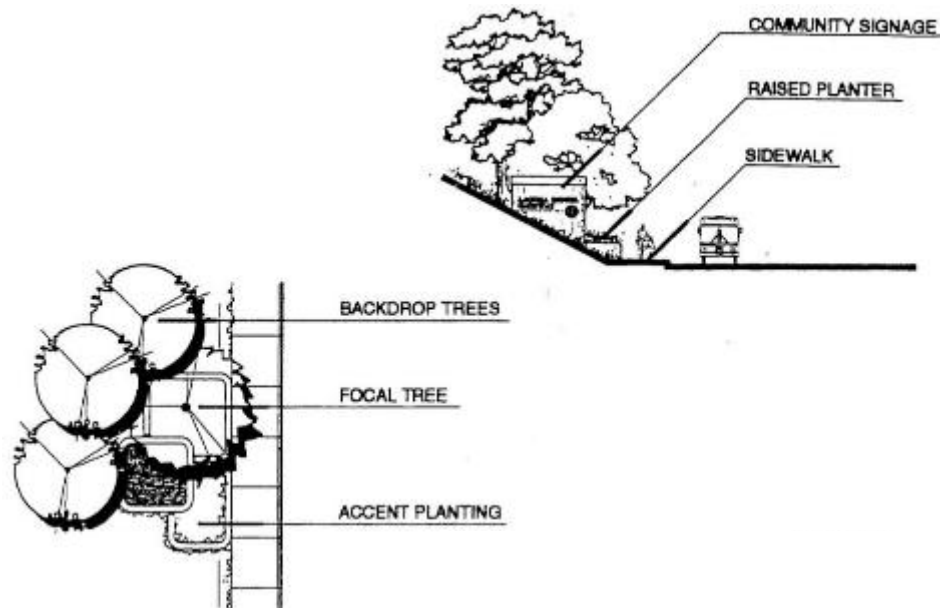 COMMUNITY SIGNAGE
RAISED PLANTER
SIDEWALK
BACKDROP TREES
FOCAL TREE
ACCENT PLANTING